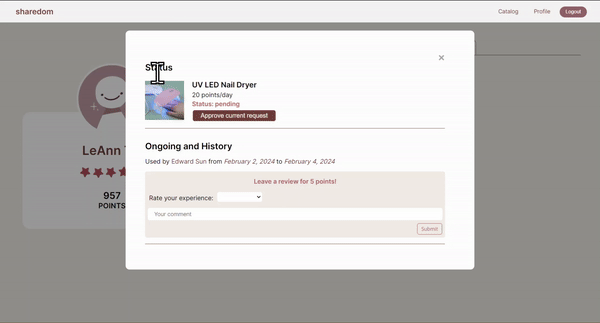 sharedom
Catalog
Profile
Logout
×
Status
UV LED Nail Dryer
20 points/day
Status: pending
Approve current request
Ongoing and History
Used by Edward Sun from February 2, 2024 to February 4, 2024
Leave a review for 5 points!
Rate your experience:
Your comment
Submit
LeAnn
957
POINTS